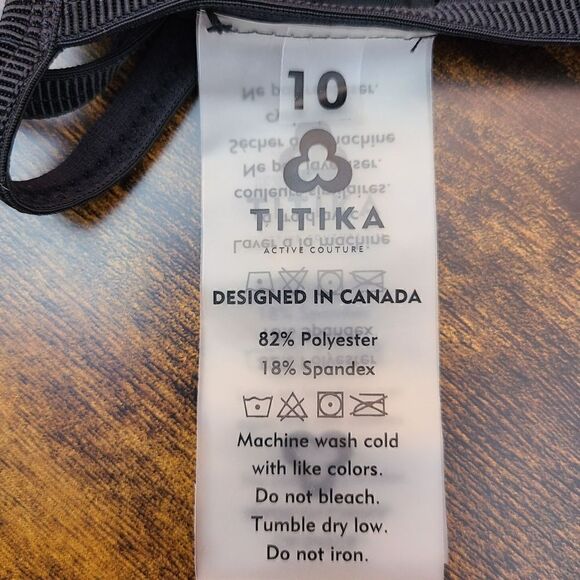 10
TITIKA
ACTIVE COUTURE
DESIGNED IN CANADA
82% Polyester
18% Spandex
Machine wash cold
with like colors.
Do not bleach.
Tumble dry low.
Do not iron.